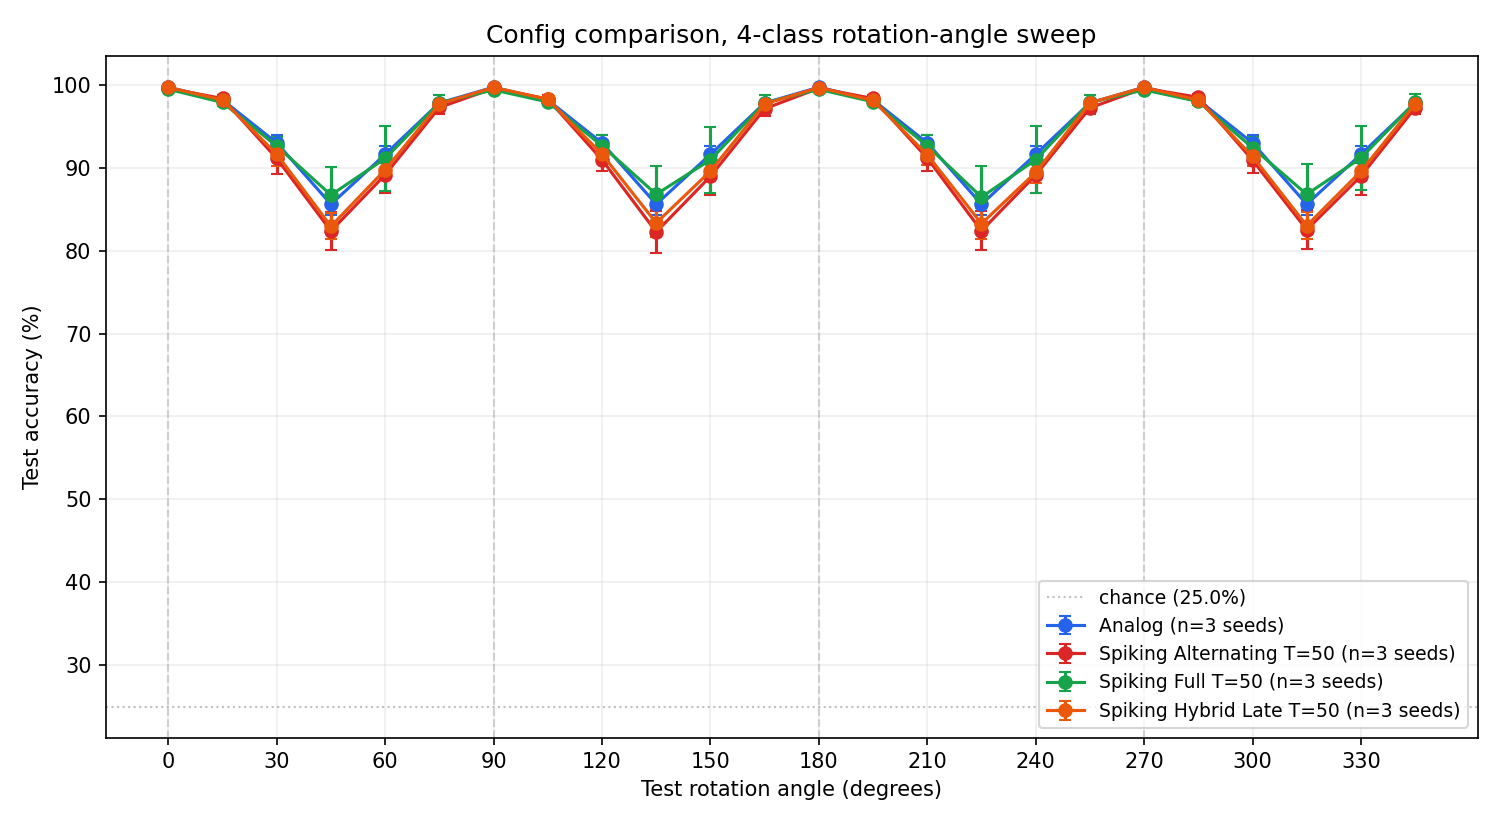 Config comparison, 4-class rotation-angle sweep
Test accuracy (%)
100
90
80
70
60
50
40
30
chance (25.0%)
Analog (n=3 seeds)
Spiking Alternating T=50 (n=3 seeds)
Spiking Full T=50 (n=3 seeds)
Spiking Hybrid Late T=50 (n=3 seeds)
0 30 60 90 120 150 180 210 240 270 300 330
Test rotation angle (degrees)